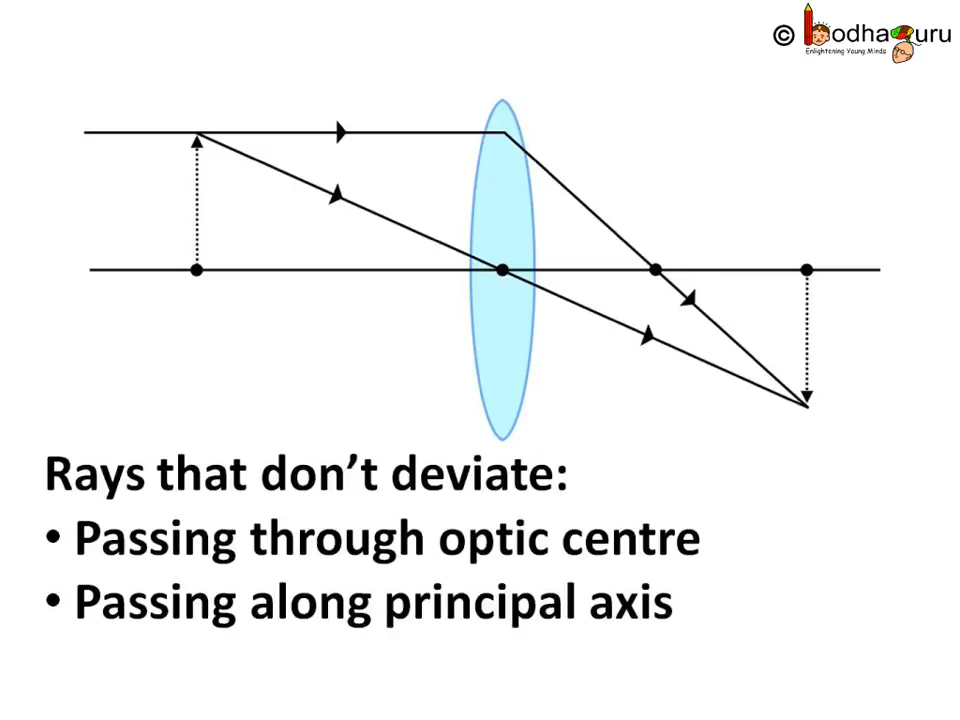 © BodhaGuru
Enlightening Young Minds
Rays that don’t deviate:
• Passing through optic centre
• Passing along principal axis